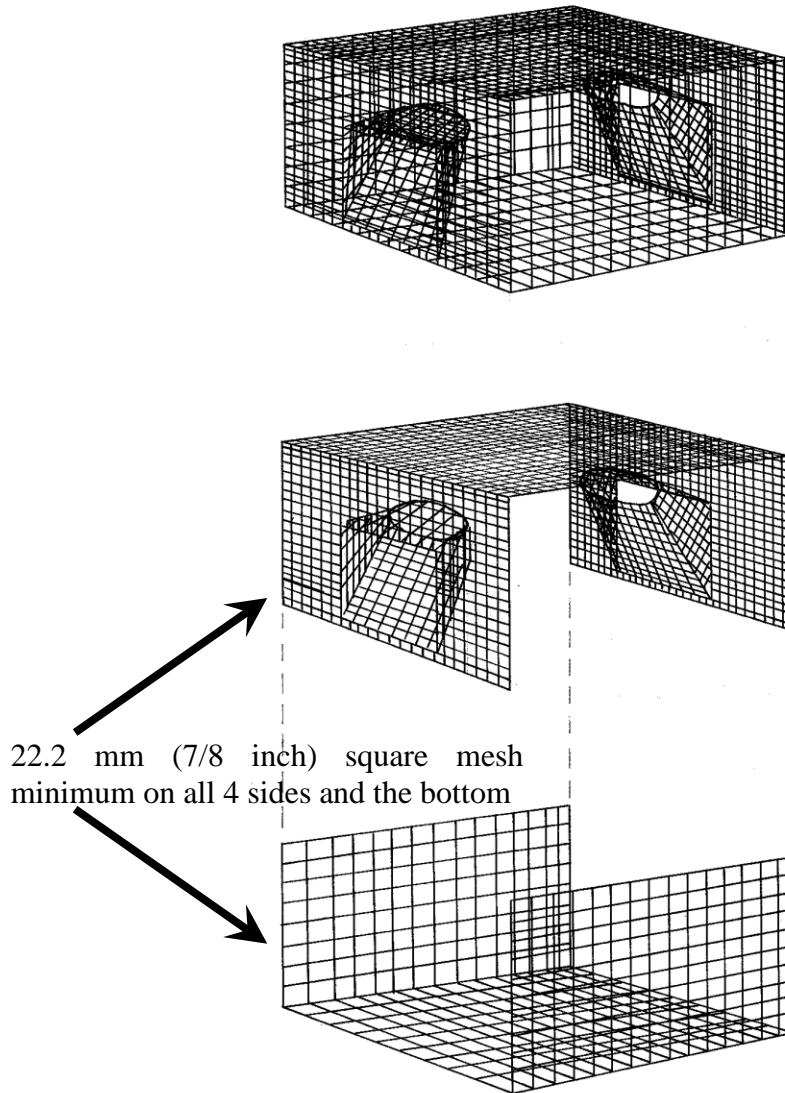 22.2 mm (7/8 inch) square mesh
minimum on all 4 sides and the bottom